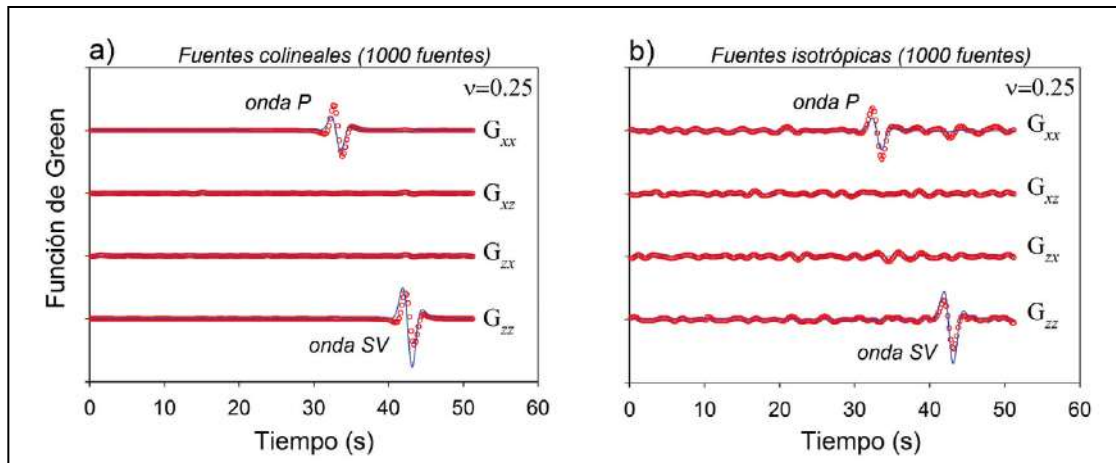 a)
Fuentes colineales (1000 fuentes)
ν=0.25
onda P
G_xx
G_xz
G_zx
G_zz
onda SV
Función de Green
0 10 20 30 40 50 60
Tiempo (s)
b)
Fuentes isotrópicas (1000 fuentes)
ν=0.25
onda P
G_xx
G_xz
G_zx
G_zz
onda SV
0 10 20 30 40 50 60
Tiempo (s)